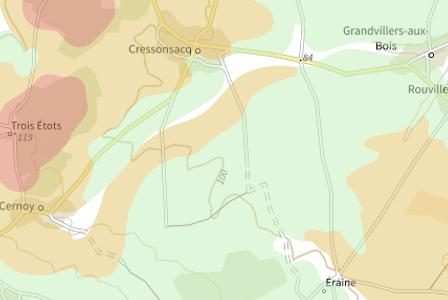 Grandvillers-aux-
Bois
Cressonsacq
84
Rouville
Trois Étots
119
100
Cernoy
Éraine